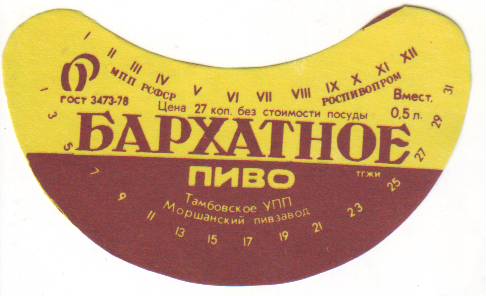 I II III IV V VI VII VIII IX X XI XII
МПП РСФСР РОСПИВОПРОМ
ГОСТ 3473-78
Цена 27 коп. без стоимости посуды
Вмест.
0,5 л.
БАРХАТНОЕ
ПИВО
тгжи
Тамбовское УПП
Моршанский пивзавод
1 3 5 7 9 11 13 15 17 19 21 23 25 27 29 31